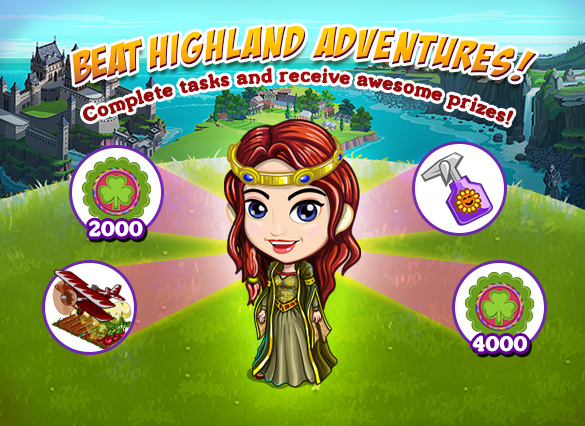 BEAT HIGHLAND ADVENTURES!
Complete tasks and receive awesome prizes!
2000
4000